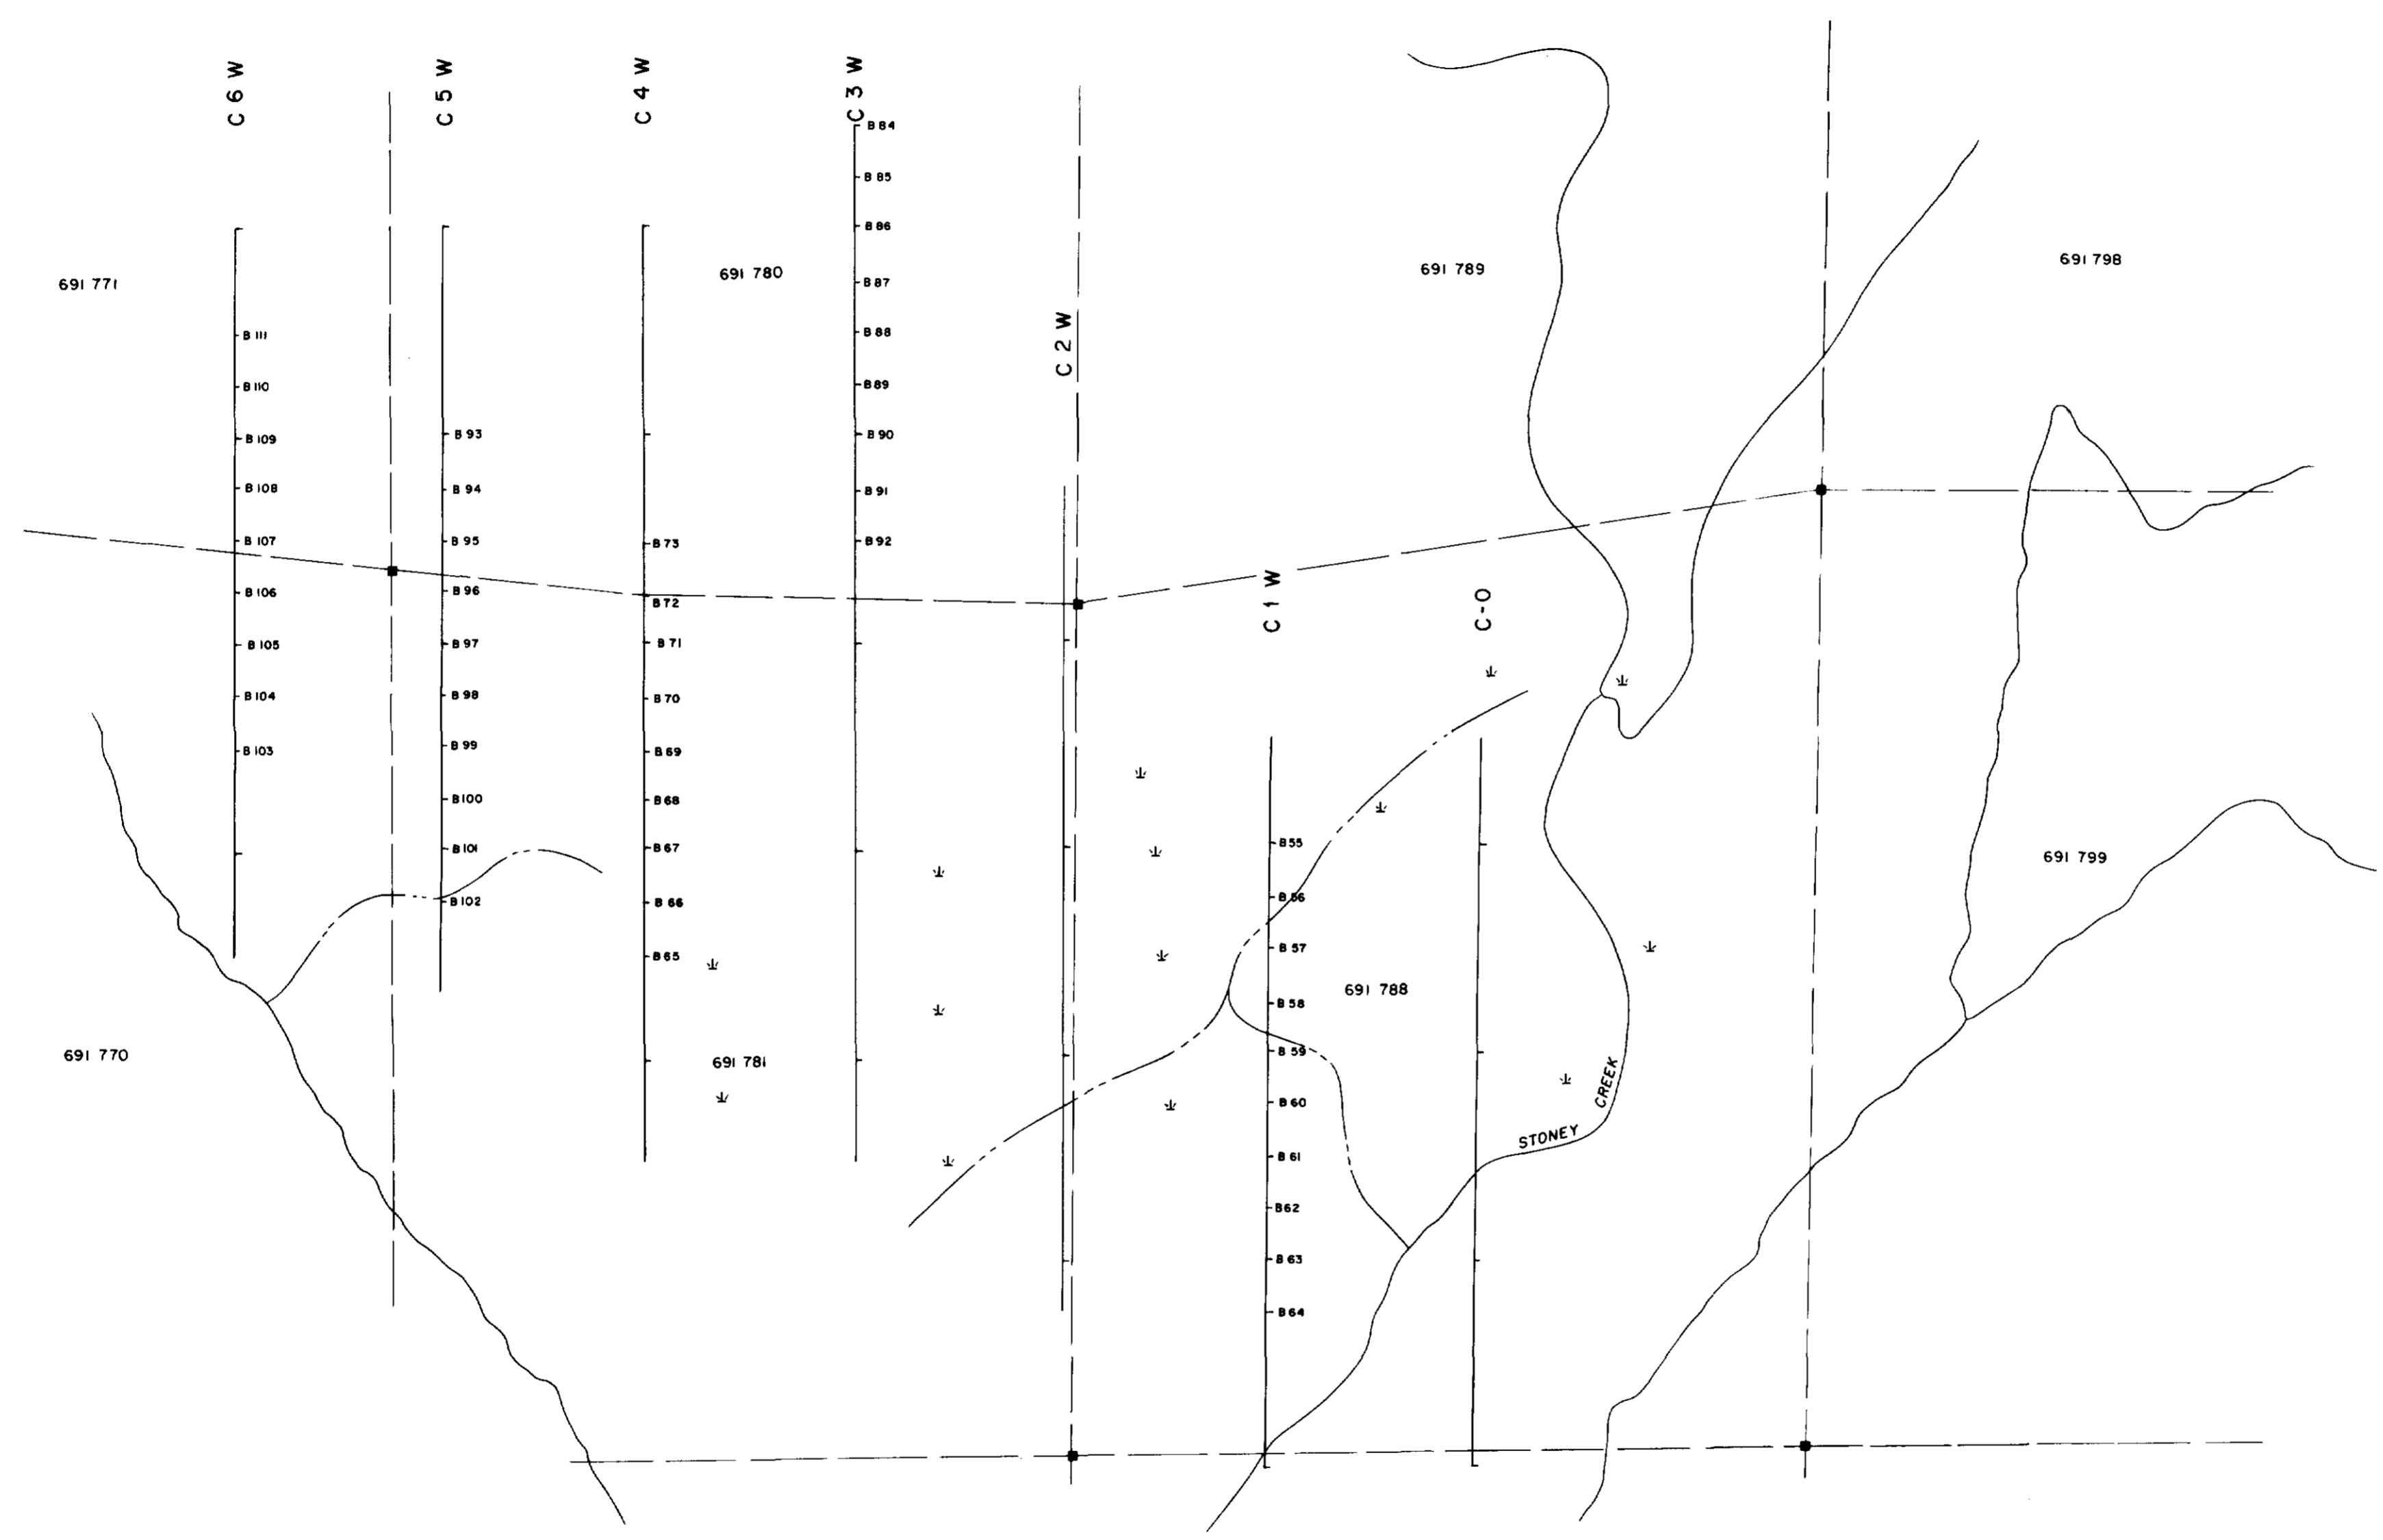 C 6 W
C 5 W
C 4 W
C 3 W
C 2 W
C 1 W
C-O
691 771
691 780
691 789
691 798
691 770
691 781
691 788
691 799
B 111
B 110
B 109
B 108
B 107
B 106
B 105
B 104
B 103
B 93
B 94
B 95
B 96
B 97
B 98
B 99
B 100
B 101
B 102
B 73
B 72
B 71
B 70
B 69
B 68
B 67
B 66
B 65
B 84
B 85
B 86
B 87
B 88
B 89
B 90
B 91
B 92
B 55
B 56
B 57
B 58
B 59
B 60
B 61
B 62
B 63
B 64
STONEY CREEK